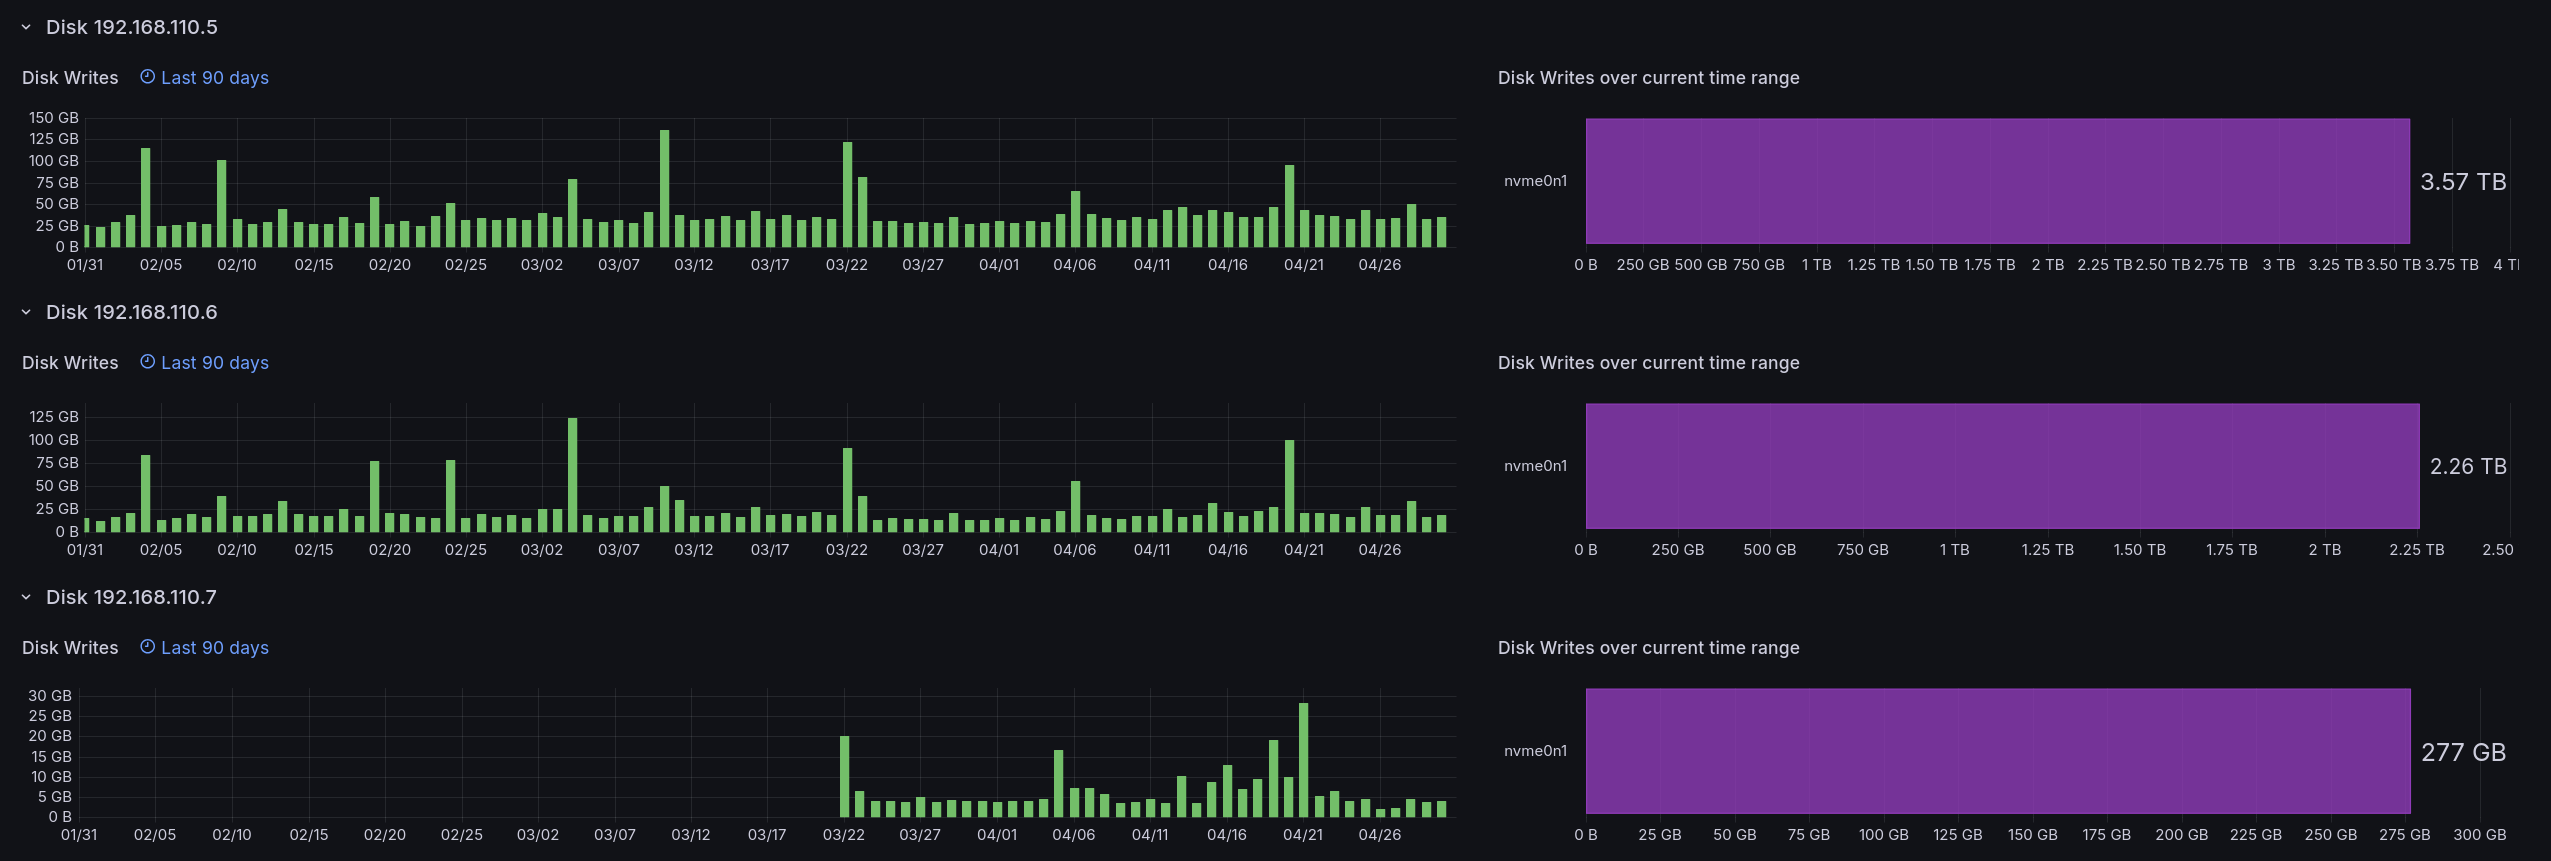 Disk 192.168.110.5
Disk Writes Last 90 days
150 GB
125 GB
100 GB
75 GB
50 GB
25 GB
0 B
01/31 02/05 02/10 02/15 02/20 02/25 03/02 03/07 03/12 03/17 03/22 03/27 04/01 04/06 04/11 04/16 04/21 04/26
Disk Writes over current time range
nvme0n1
3.57 TB
0 B 250 GB 500 GB 750 GB 1 TB 1.25 TB 1.50 TB 1.75 TB 2 TB 2.25 TB 2.50 TB 2.75 TB 3 TB 3.25 TB 3.50 TB 3.75 TB 4 T
Disk 192.168.110.6
Disk Writes Last 90 days
125 GB
100 GB
75 GB
50 GB
25 GB
0 B
01/31 02/05 02/10 02/15 02/20 02/25 03/02 03/07 03/12 03/17 03/22 03/27 04/01 04/06 04/11 04/16 04/21 04/26
Disk Writes over current time range
nvme0n1
2.26 TB
0 B 250 GB 500 GB 750 GB 1 TB 1.25 TB 1.50 TB 1.75 TB 2 TB 2.25 TB 2.50
Disk 192.168.110.7
Disk Writes Last 90 days
30 GB
25 GB
20 GB
15 GB
10 GB
5 GB
0 B
01/31 02/05 02/10 02/15 02/20 02/25 03/02 03/07 03/12 03/17 03/22 03/27 04/01 04/06 04/11 04/16 04/21 04/26
Disk Writes over current time range
nvme0n1
277 GB
0 B 25 GB 50 GB 75 GB 100 GB 125 GB 150 GB 175 GB 200 GB 225 GB 250 GB 275 GB 300 GB